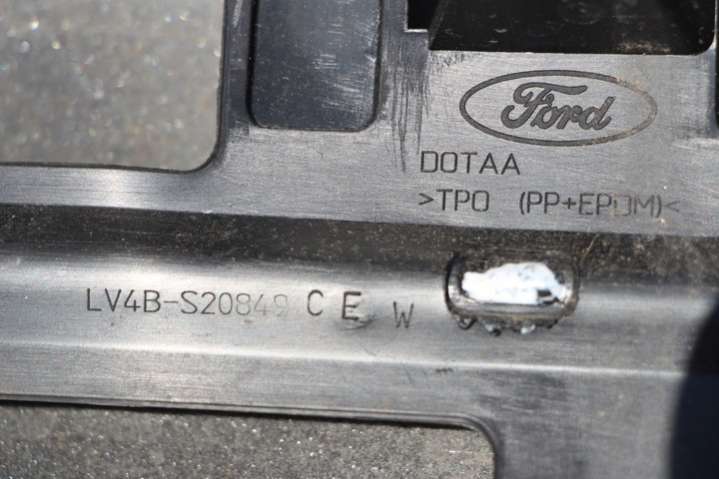 Ford
DOTAA
>TPO (PP+EPDM)<
LV4B-S20849 C E W